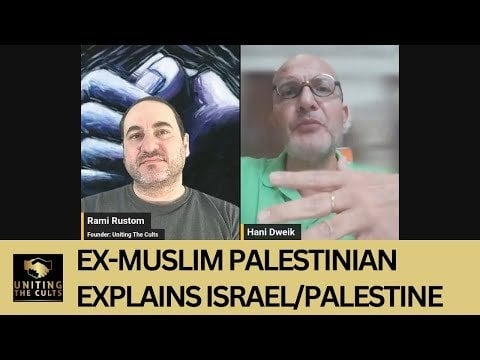 Rami Rustom
Founder: Uniting The Cults
Hani Dweik
UNITING
THE CULTS
EX-MUSLIM PALESTINIAN
EXPLAINS ISRAEL/PALESTINE